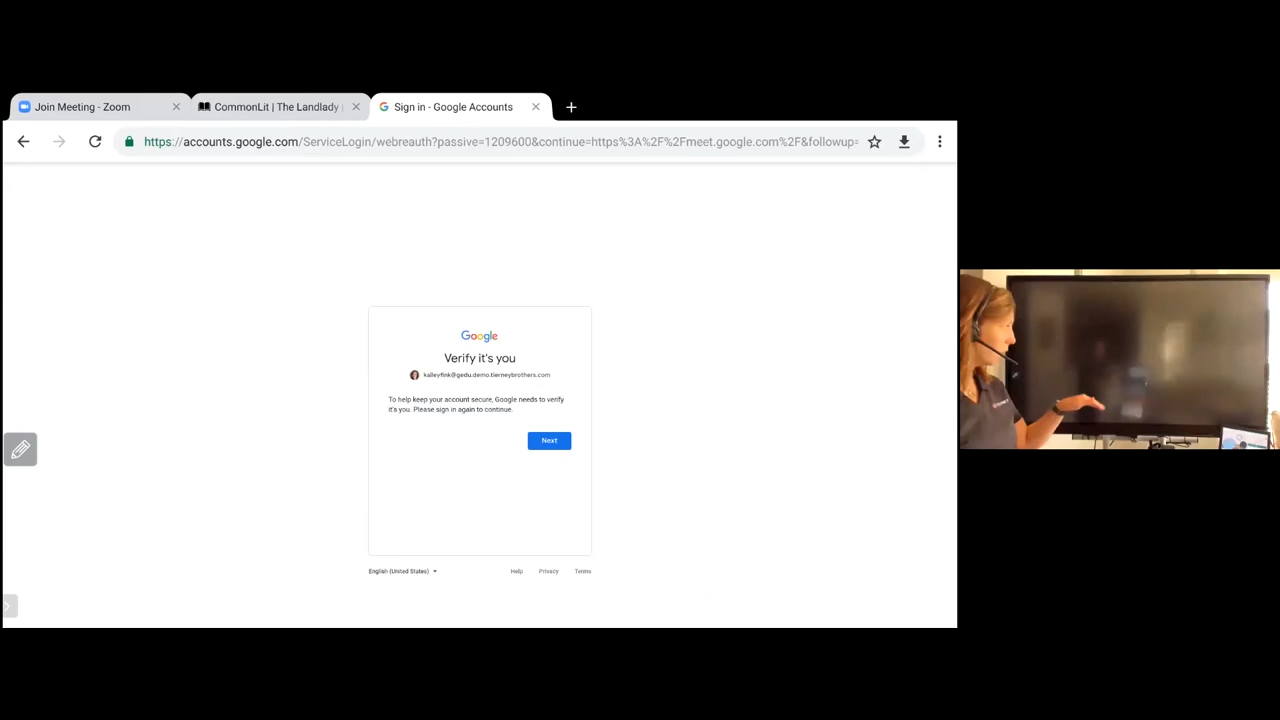 Join Meeting - Zoom
CommonLit | The Landlady |
Sign in - Google Accounts
https://accounts.google.com/ServiceLogin/webreauth?passive=1209600&continue=https%3A%2F%2Fmeet.google.com%2F&followup=
Google
Verify it's you
kaileyfink@gedu.demo.tierneybrothers.com
To help keep your account secure, Google needs to verify
it's you. Please sign in again to continue.
Next
English (United States)
Help
Privacy
Terms